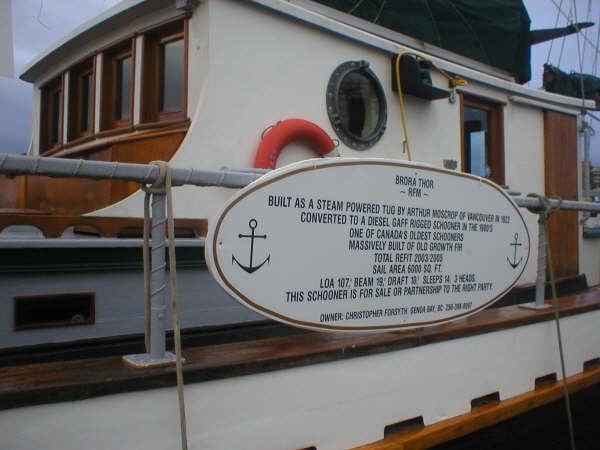 BRORA THOR
~ RFM ~
BUILT AS A STEAM POWERED TUG BY ARTHUR MOSCROP OF VANCOUVER IN 1922
CONVERTED TO A DIESEL GAFF RIGGED SCHOONER IN THE 1980'S
ONE OF CANADA'S OLDEST SCHOONERS
MASSIVELY BUILT OF OLD GROWTH FIR
TOTAL REFIT 2003/2005
SAIL AREA 6000 SQ. FT.
LOA 107,' BEAM 19,' DRAFT 10,' SLEEPS 14, 3 HEADS.
THIS SCHOONER IS FOR SALE OR PARTNERSHIP TO THE RIGHT PARTY.
OWNER: CHRISTOPHER FORSYTH GENOA BAY, BC 250-